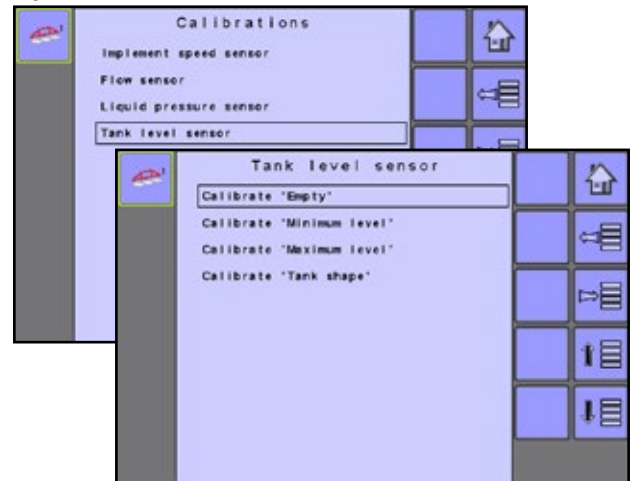 Calibrations
Implement speed sensor
Flow sensor
Liquid pressure sensor
Tank level sensor
Tank level sensor
Calibrate "Empty"
Calibrate "Minimum level"
Calibrate "Maximum level"
Calibrate "Tank shape"